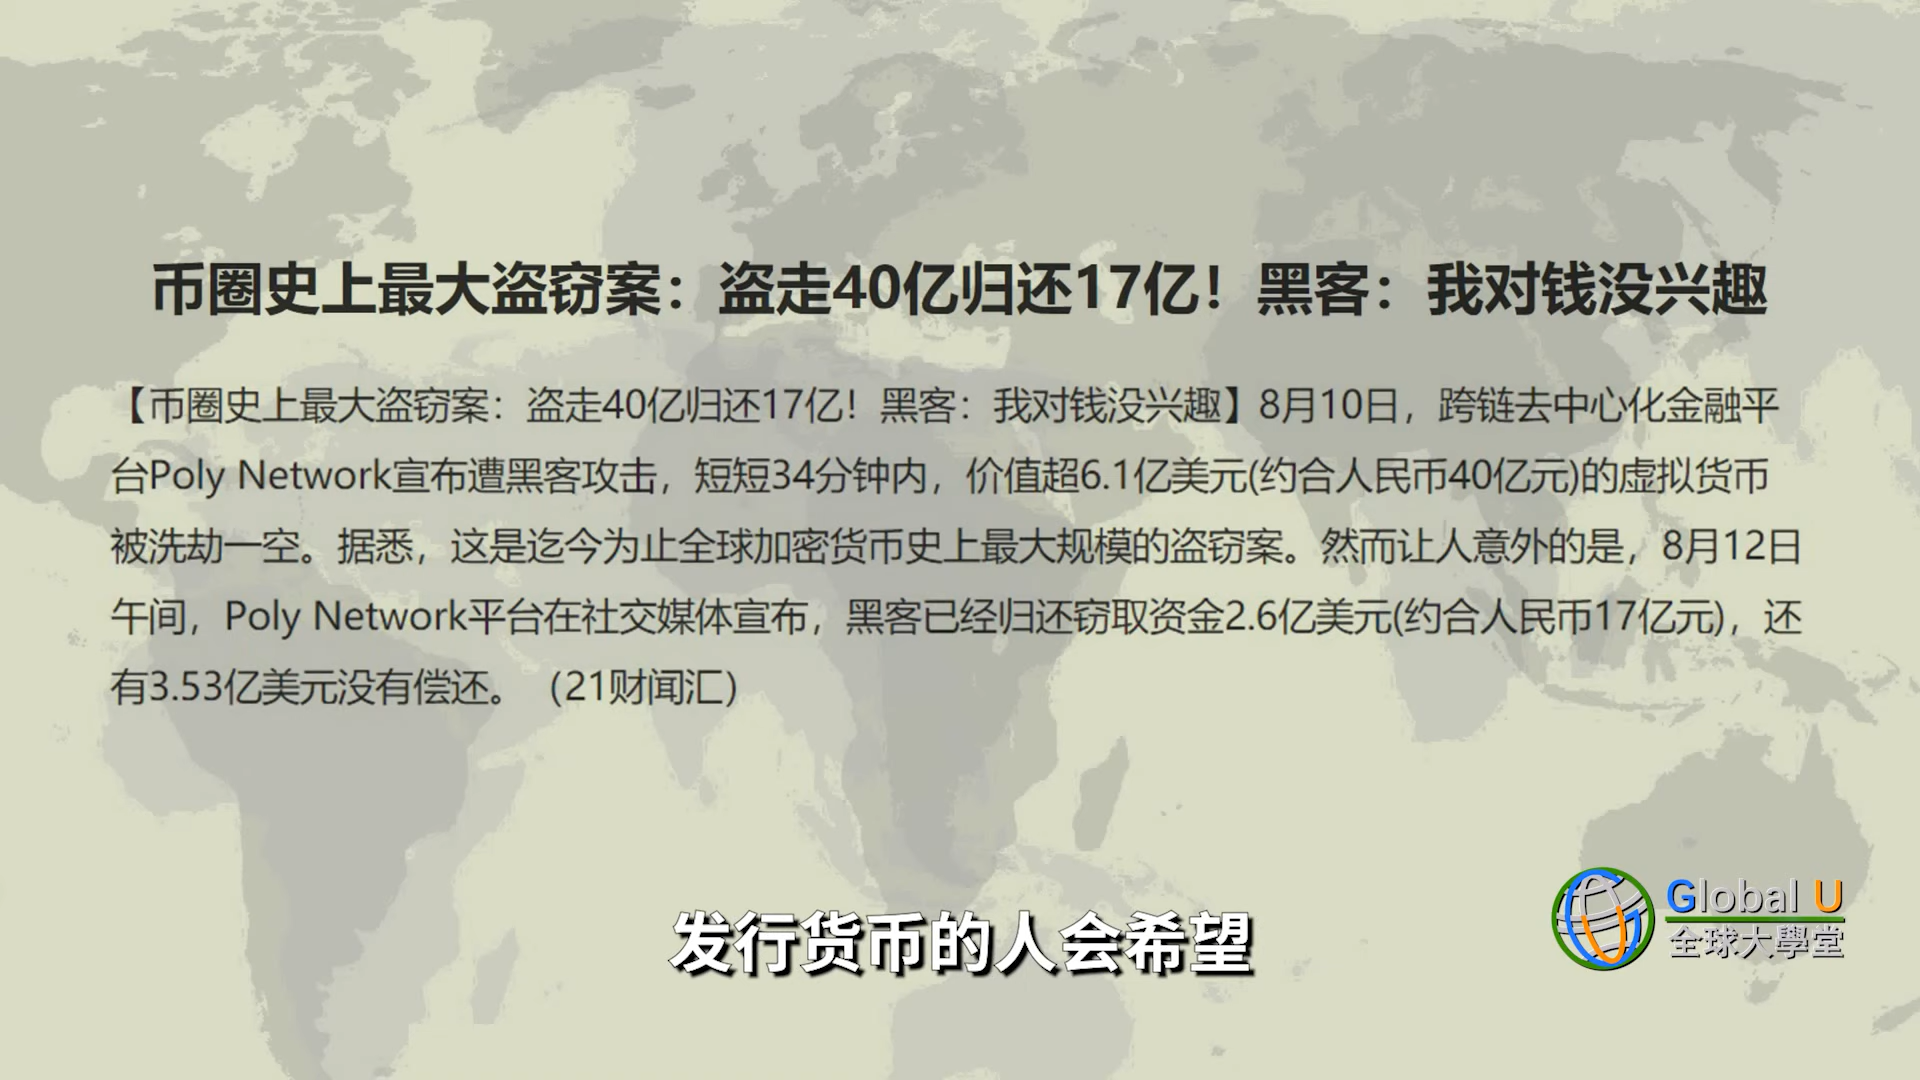 币圈史上最大盗窃案：盗走40亿归还17亿！黑客：我对钱没兴趣
【币圈史上最大盗窃案：盗走40亿归还17亿！黑客：我对钱没兴趣】8月10日，跨链去中心化金融平
台Poly Network宣布遭黑客攻击，短短34分钟内，价值超6.1亿美元(约合人民币40亿元)的虚拟货币
被洗劫一空。据悉，这是迄今为止全球加密货币史上最大规模的盗窃案。然而让人意外的是，8月12日
午间，Poly Network平台在社交媒体宣布，黑客已经归还窃取资金2.6亿美元(约合人民币17亿元)，还
有3.53亿美元没有偿还。（21财闻汇）
Global U
全球大學堂
发行货币的人会希望